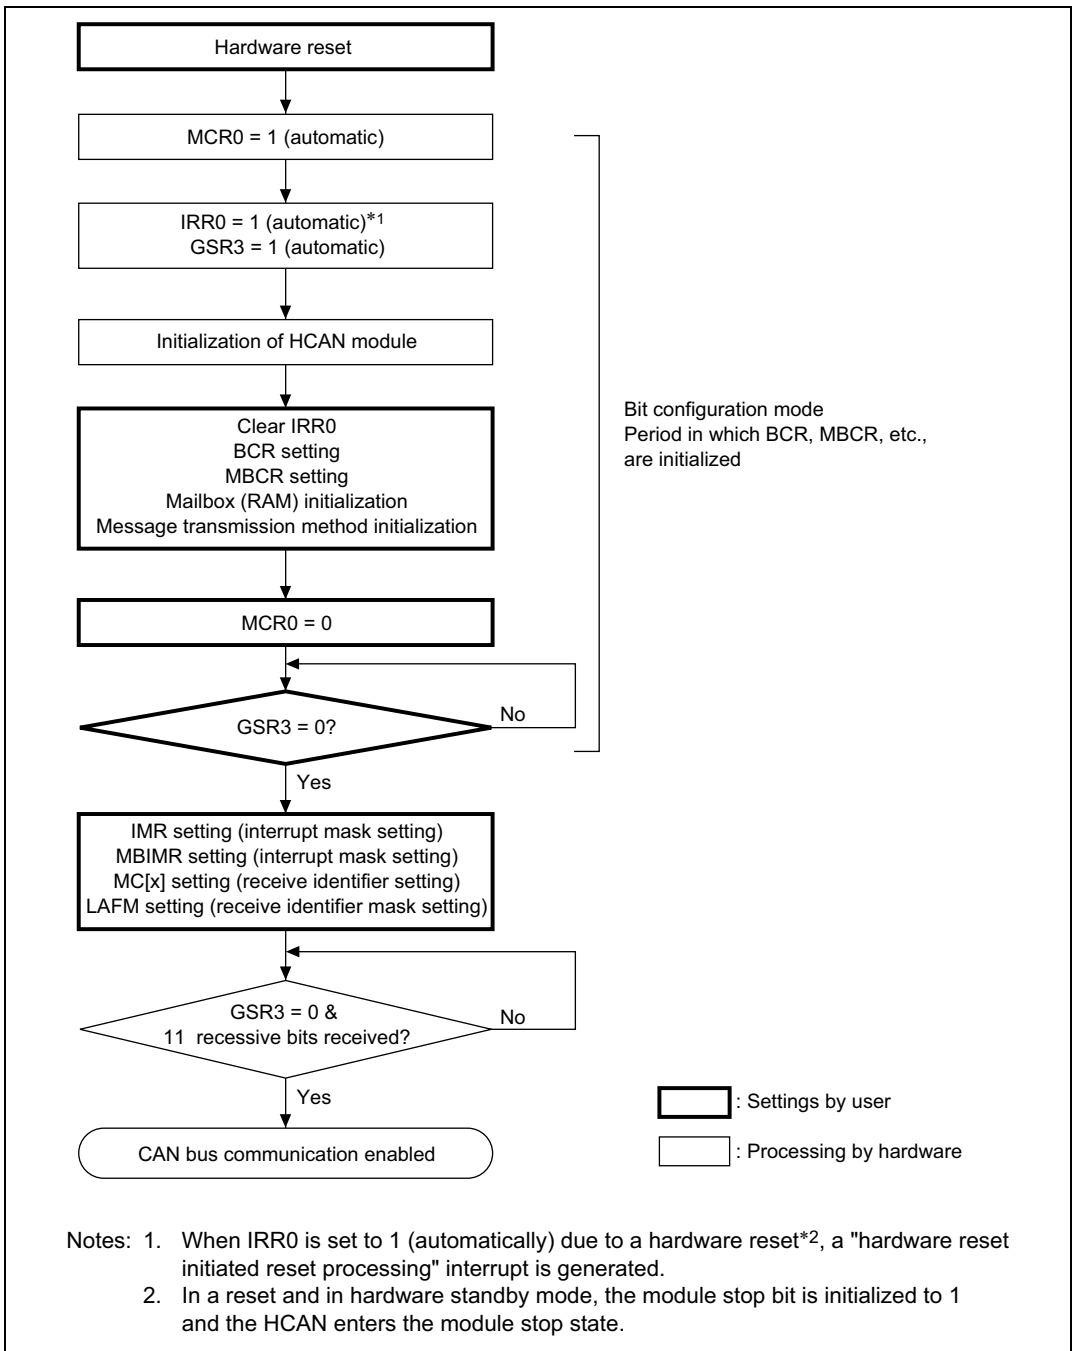 Hardware reset
MCR0 = 1 (automatic)
IRR0 = 1 (automatic)*1
GSR3 = 1 (automatic)
Initialization of HCAN module
Clear IRR0
BCR setting
MBCR setting
Mailbox (RAM) initialization
Message transmission method initialization
Bit configuration mode
Period in which BCR, MBCR, etc.,
are initialized
MCR0 = 0
GSR3 = 0?
No
Yes
IMR setting (interrupt mask setting)
MBIMR setting (interrupt mask setting)
MC[x] setting (receive identifier setting)
LAFM setting (receive identifier mask setting)
GSR3 = 0 &
11 recessive bits received?
No
Yes
CAN bus communication enabled
: Settings by user
: Processing by hardware
Notes: 1. When IRR0 is set to 1 (automatically) due to a hardware reset*2, a "hardware reset
initiated reset processing" interrupt is generated.
2. In a reset and in hardware standby mode, the module stop bit is initialized to 1
and the HCAN enters the module stop state.